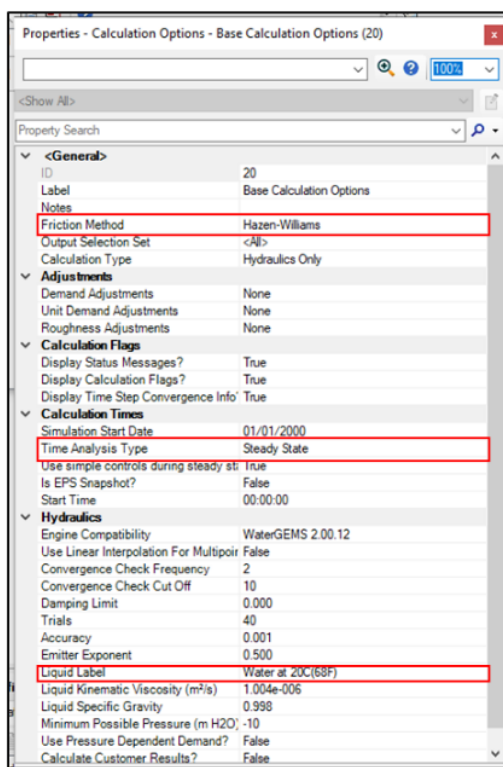 Properties - Calculation Options - Base Calculation Options (20)
x
100%
<Show All>
Property Search
<General>
ID 20
Label Base Calculation Options
Notes
Friction Method Hazen-Williams
Output Selection Set <All>
Calculation Type Hydraulics Only
Adjustments
Demand Adjustments None
Unit Demand Adjustments None
Roughness Adjustments None
Calculation Flags
Display Status Messages? True
Display Calculation Flags? True
Display Time Step Convergence Info True
Calculation Times
Simulation Start Date 01/01/2000
Time Analysis Type Steady State
Use simple controls during steady st True
Is EPS Snapshot? False
Start Time 00:00:00
Hydraulics
Engine Compatibility WaterGEMS 2.00.12
Use Linear Interpolation For Multipoin False
Convergence Check Frequency 2
Convergence Check Cut Off 10
Damping Limit 0.000
Trials 40
Accuracy 0.001
Emitter Exponent 0.500
Liquid Label Water at 20C(68F)
Liquid Kinematic Viscosity (m²/s) 1.004e-006
Liquid Specific Gravity 0.998
Minimum Possible Pressure (m H2O) -10
Use Pressure Dependent Demand? False
Calculate Customer Results? False